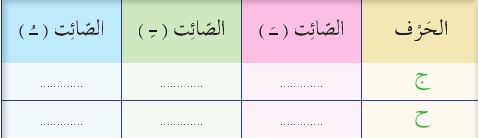 الحَرْف الصّائِت (ـَ) الصّائِت (ـِ) الصّائِت (ـُ)
ج ............. ............. .............
ح ............. ............. .............